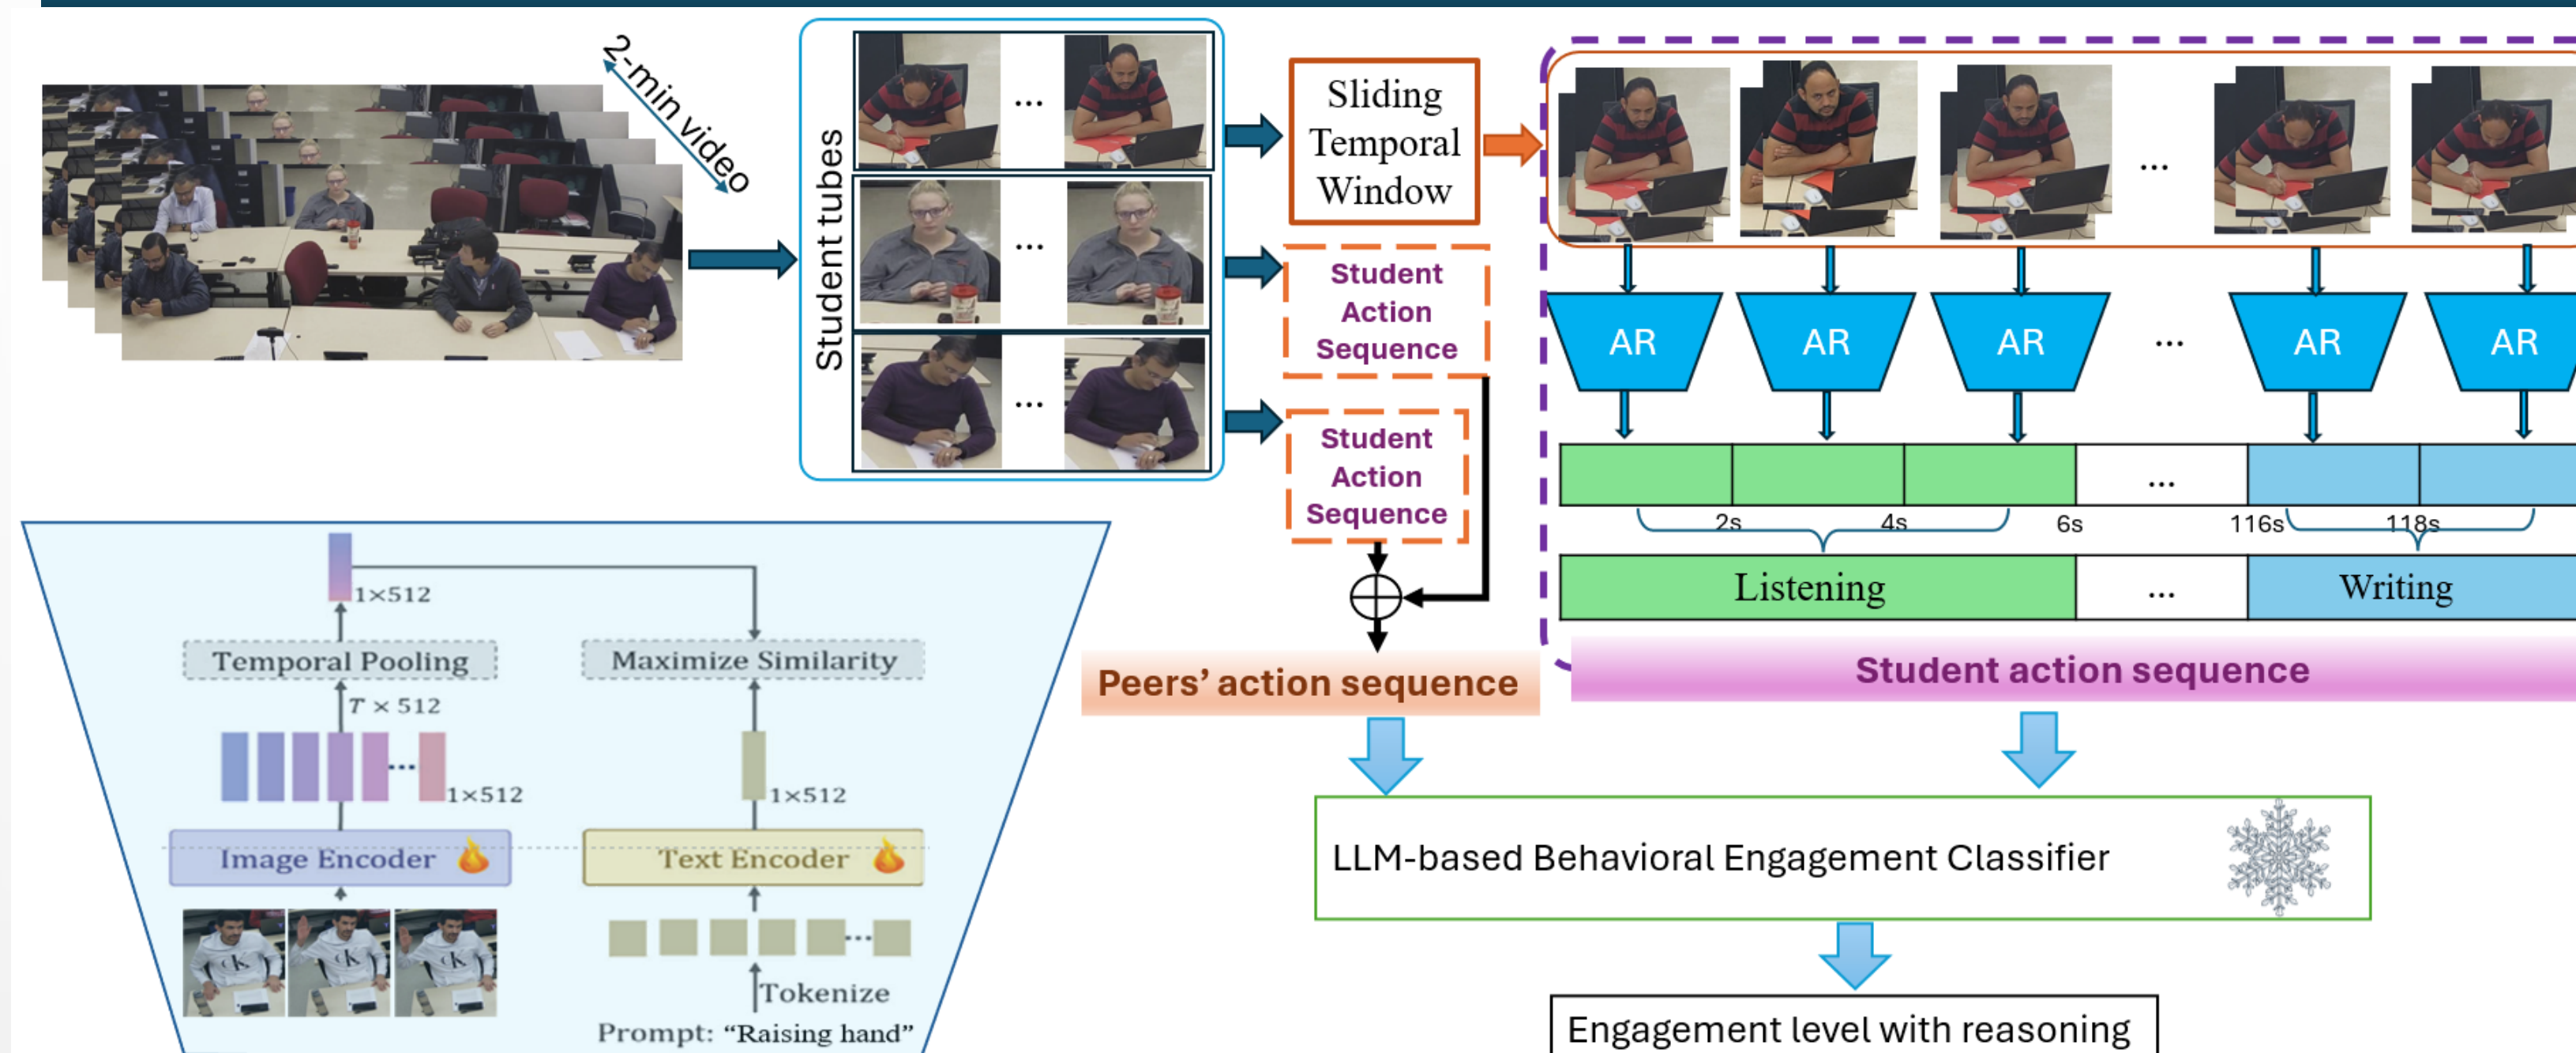 2-min video
Student tubes
...
...
...
Sliding
Temporal
Window
Student
Action
Sequence
Student
Action
Sequence
Peers’ action sequence
...
AR
AR
AR
...
AR
AR
...
2s
4s
6s
116s
118s
Listening
...
Writing
Student action sequence
LLM-based Behavioral Engagement Classifier
Engagement level with reasoning
1×512
Temporal Pooling
Maximize Similarity
T × 512
1×512
1×512
Image Encoder
Text Encoder
CK
CK
CK
Tokenize
Prompt: “Raising hand”